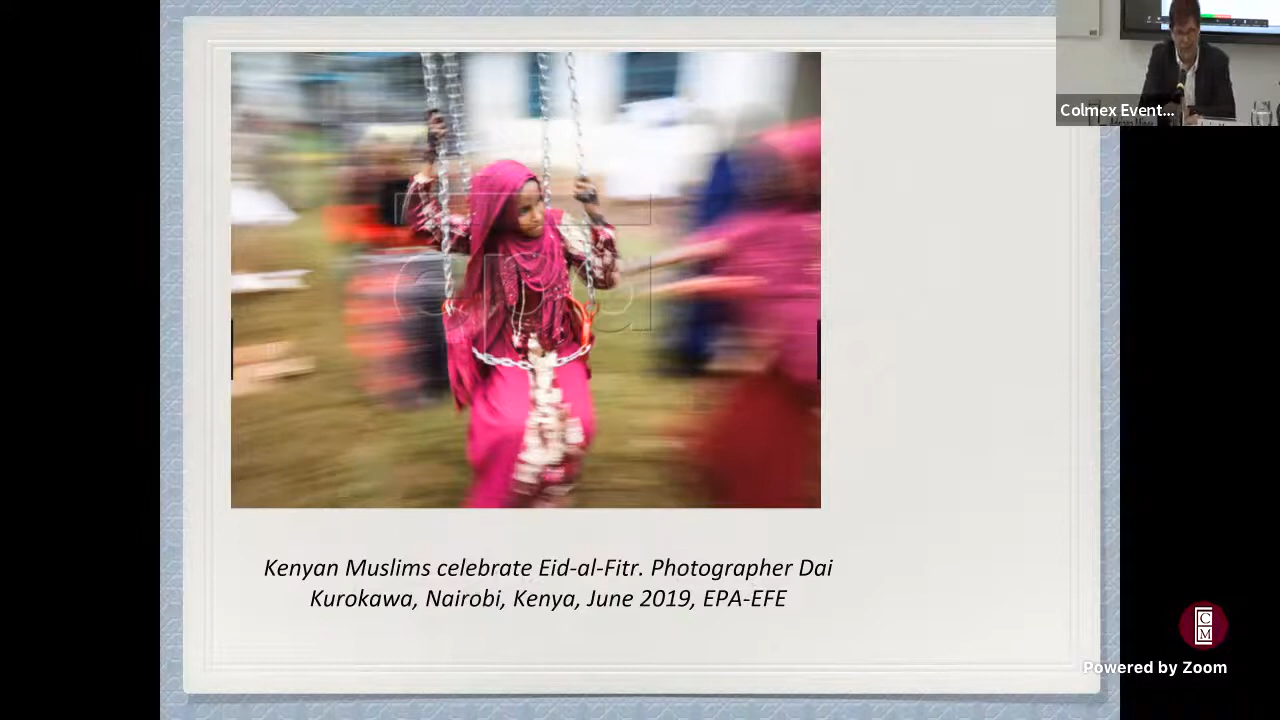 Colmex Event...
epa
Kenyan Muslims celebrate Eid-al-Fitr. Photographer Dai
Kurokawa, Nairobi, Kenya, June 2019, EPA-EFE
C
M
Powered by Zoom